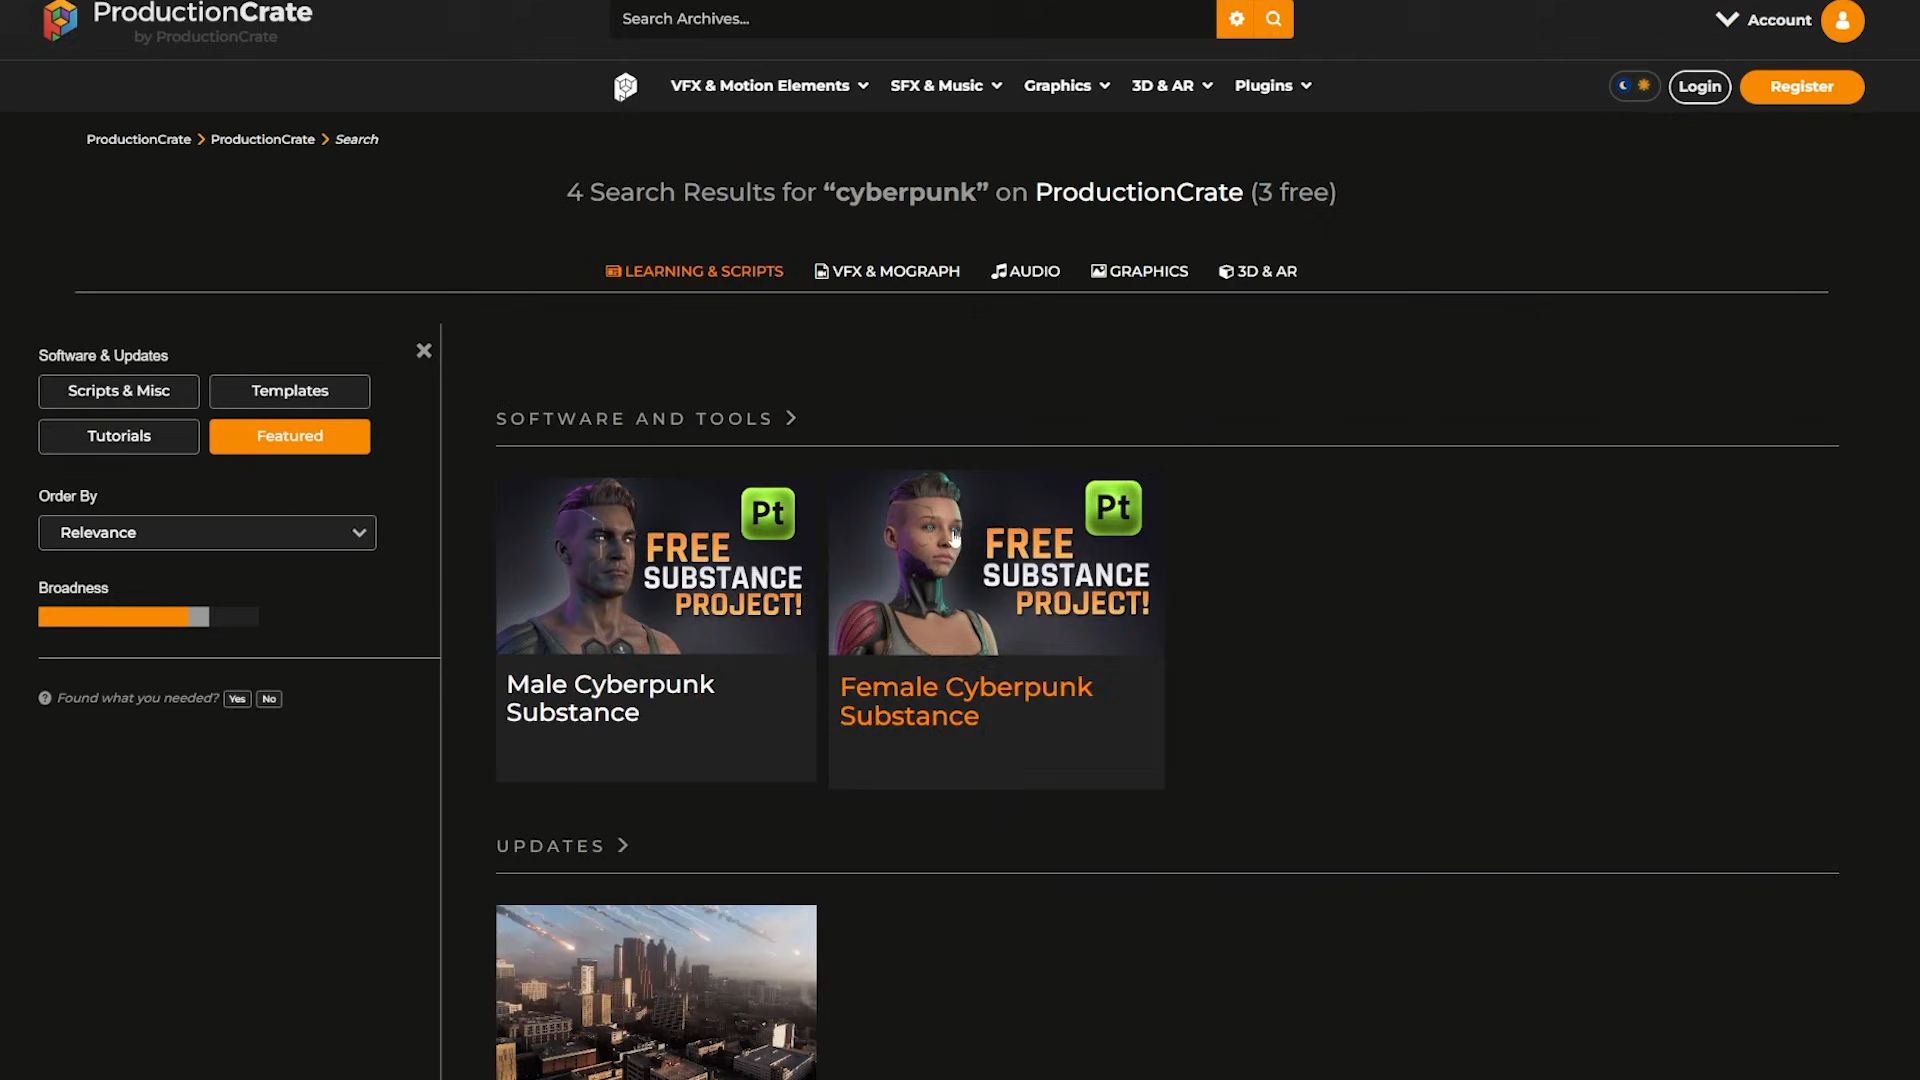 ProductionCrate
by ProductionCrate
Search Archives...
Account
VFX & Motion Elements
SFX & Music
Graphics
3D & AR
Plugins
Login
Register
ProductionCrate
ProductionCrate
Search
4 Search Results for “cyberpunk” on ProductionCrate (3 free)
LEARNING & SCRIPTS
VFX & MOGRAPH
AUDIO
GRAPHICS
3D & AR
Software & Updates
Scripts & Misc
Templates
Tutorials
Featured
Order By
Relevance
Broadness
Found what you needed? Yes No
SOFTWARE AND TOOLS
Pt
FREE
SUBSTANCE
PROJECT!
Male Cyberpunk
Substance
Pt
FREE
SUBSTANCE
PROJECT!
Female Cyberpunk
Substance
UPDATES